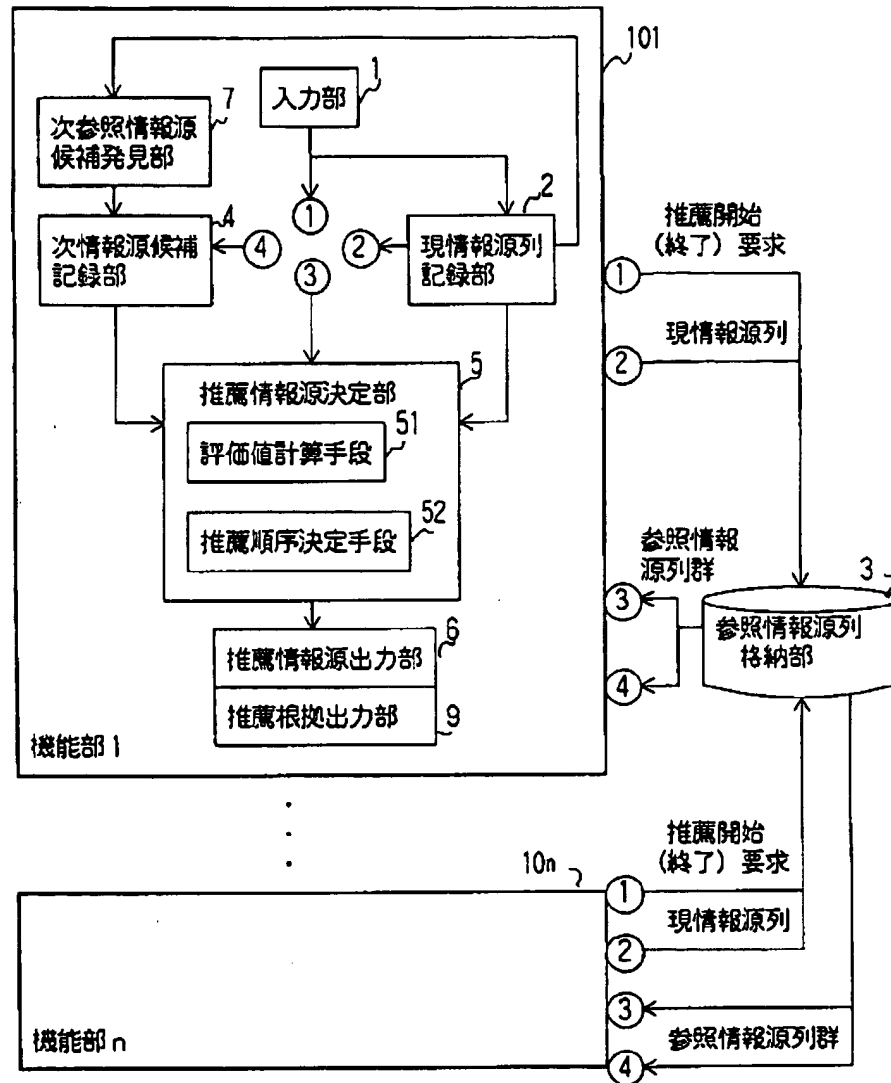 101
1
入力部
7
次参照情報源
候補発見部
2
現情報源列
記録部
4
次情報源候補
記録部
①
②
③
④
5
推薦情報源決定部
51
評価値計算手段
52
推薦順序決定手段
6
推薦情報源出力部
推薦根拠出力部
9
機能部1
推薦開始
(終了)要求
①
現情報源列
②
参照情報
源列群
③
④
3
参照情報源列
格納部
10n
機能部n
推薦開始
(終了)要求
①
現情報源列
②
③
参照情報源列群
④